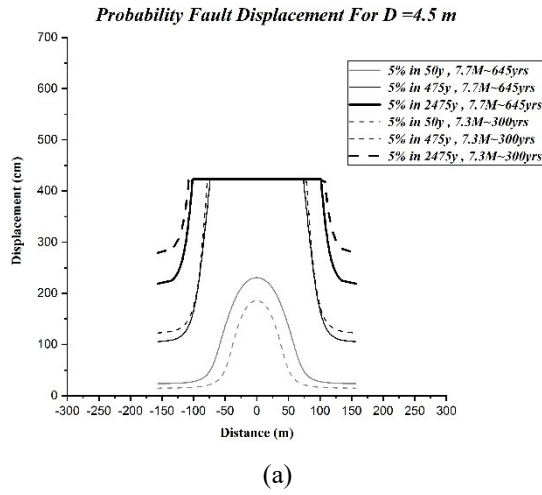 Probability Fault Displacement For D =4.5 m
700
600
500
400
300
200
100
0
Displacement (cm)
5% in 50y , 7.7M~645yrs
5% in 475y , 7.7M~645yrs
5% in 2475y , 7.7M~645yrs
5% in 50y , 7.3M~300yrs
5% in 475y , 7.3M~300yrs
5% in 2475y , 7.3M~300yrs
-300 -250 -200 -150 -100 -50 0 50 100 150 200 250 300
Distance (m)
(a)